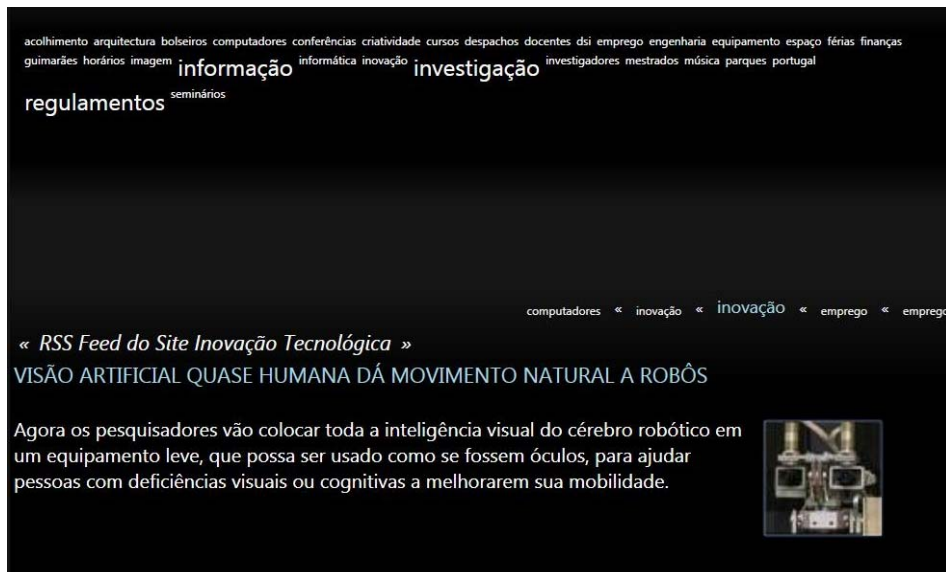 acolhimento arquitectura bolseiros computadores conferências criatividade cursos despachos docentes dsi emprego engenharia equipamento espaço férias finanças
guimarães horários imagem informação informática inovação investigação investigadores mestrados música parques portugal
regulamentos seminários
computadores « inovação « inovação « emprego « emprego
« RSS Feed do Site Inovação Tecnológica »
VISÃO ARTIFICIAL QUASE HUMANA DÁ MOVIMENTO NATURAL A ROBÔS
Agora os pesquisadores vão colocar toda a inteligência visual do cérebro robótico em
um equipamento leve, que possa ser usado como se fossem óculos, para ajudar
pessoas com deficiências visuais ou cognitivas a melhorarem sua mobilidade.